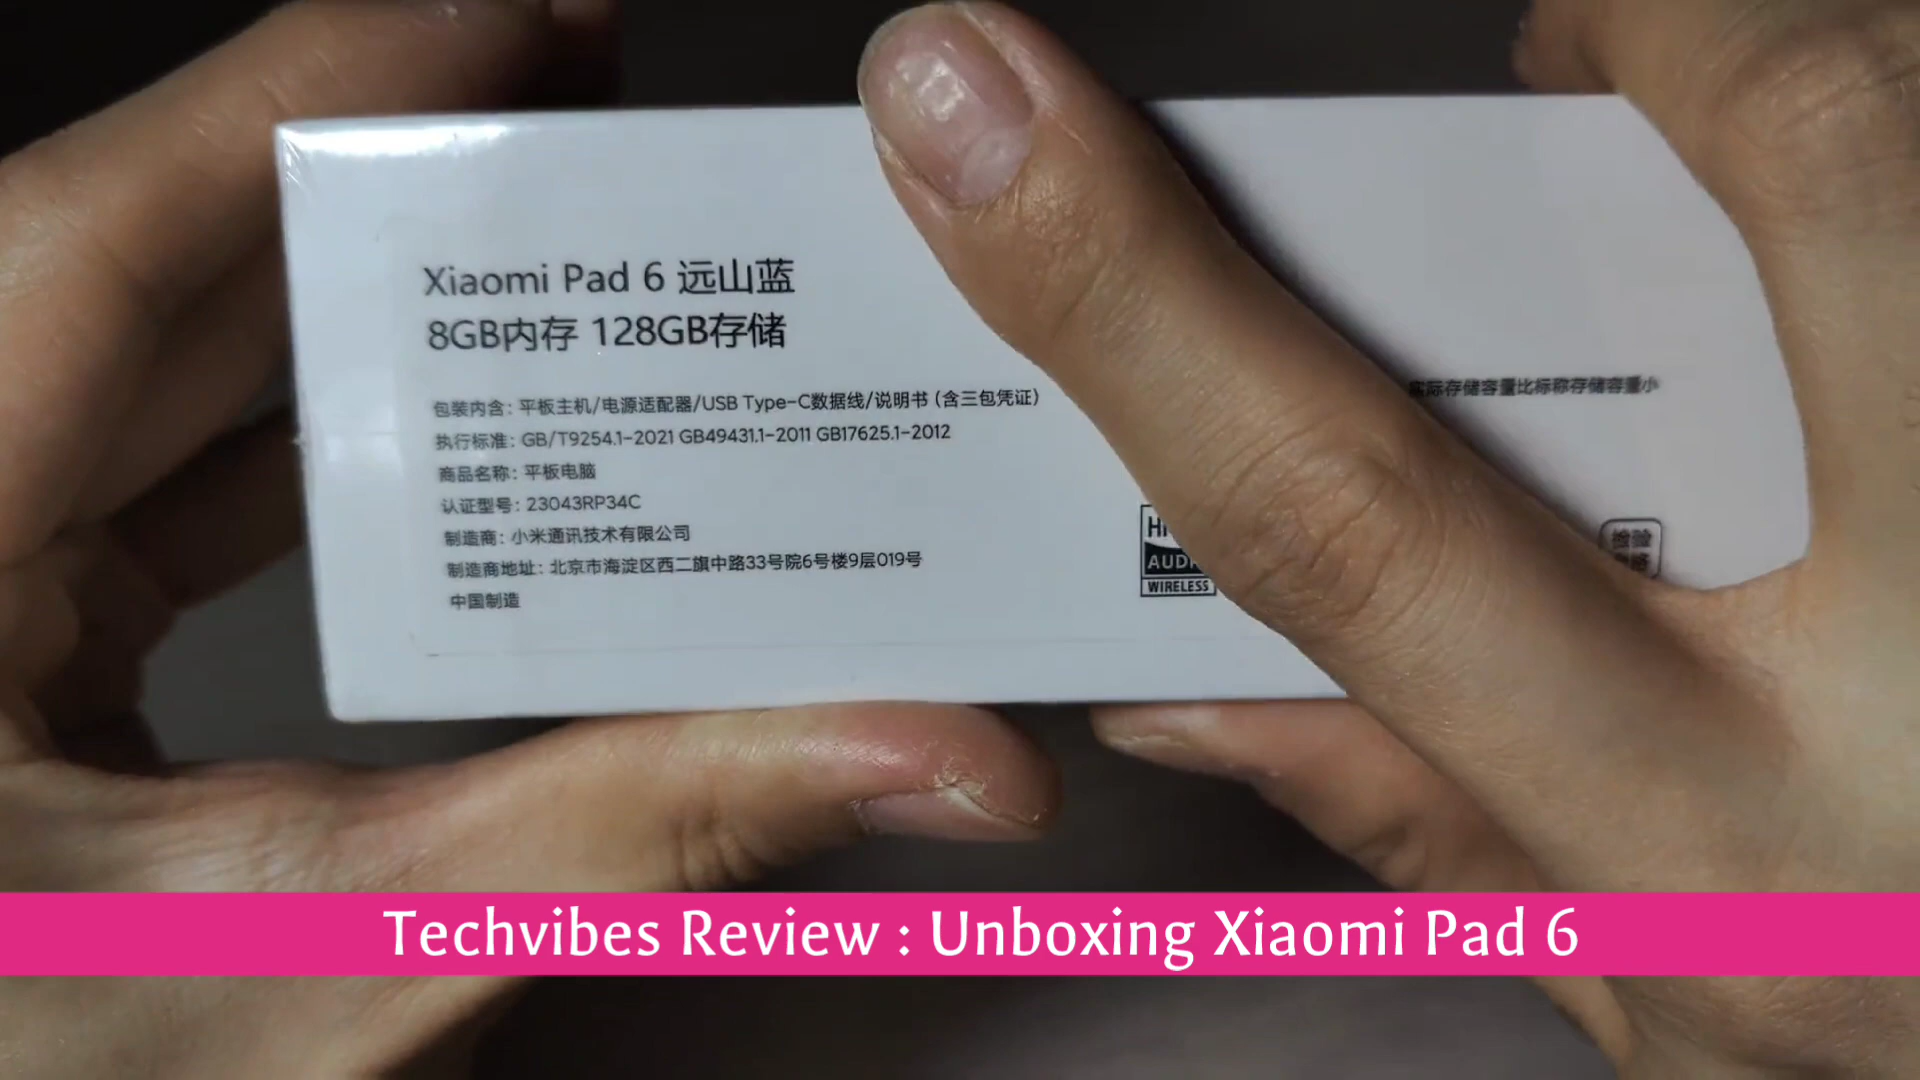 Xiaomi Pad 6 远山蓝
8GB内存 128GB存储
包装内含: 平板主机/电源适配器/USB Type-C数据线/说明书 (含三包凭证)
执行标准: GB/T9254.1-2021 GB49431.1-2011 GB17625.1-2012
商品名称: 平板电脑
认证型号: 23043RP34C
制造商: 小米通讯技术有限公司
制造商地址: 北京市海淀区西二旗中路33号院6号楼9层019号
中国制造
实际存储容量比标称存储容量小
WIRELESS
检验
Techvibes Review : Unboxing Xiaomi Pad 6